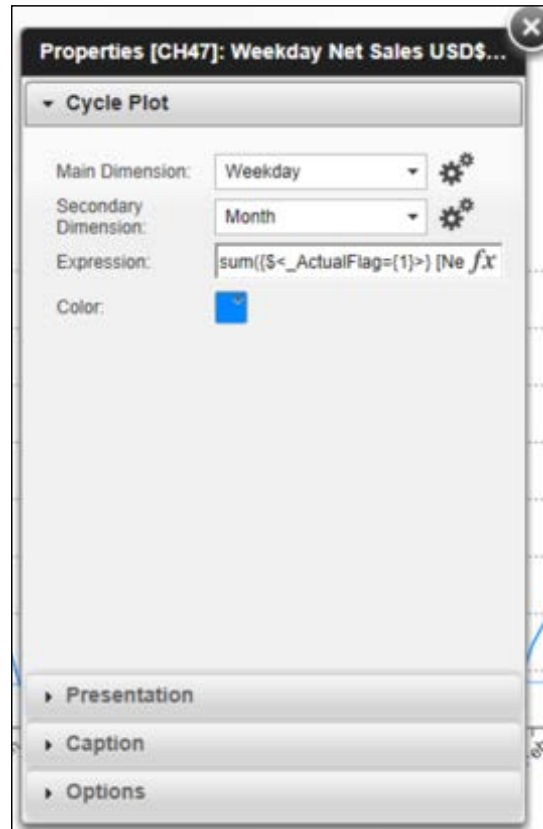 Properties [CH47]: Weekday Net Sales USD$...
Cycle Plot
Main Dimension: Weekday
Secondary
Dimension: Month
Expression: sum({$<_ActualFlag={1}>} [Ne fx
Color:
Presentation
Caption
Options